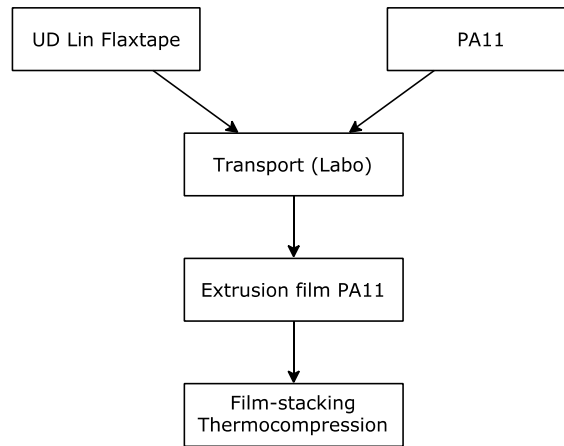 UD Lin Flaxtape
PA11
Transport (Labo)
Extrusion film PA11
Film-stacking
Thermocompression